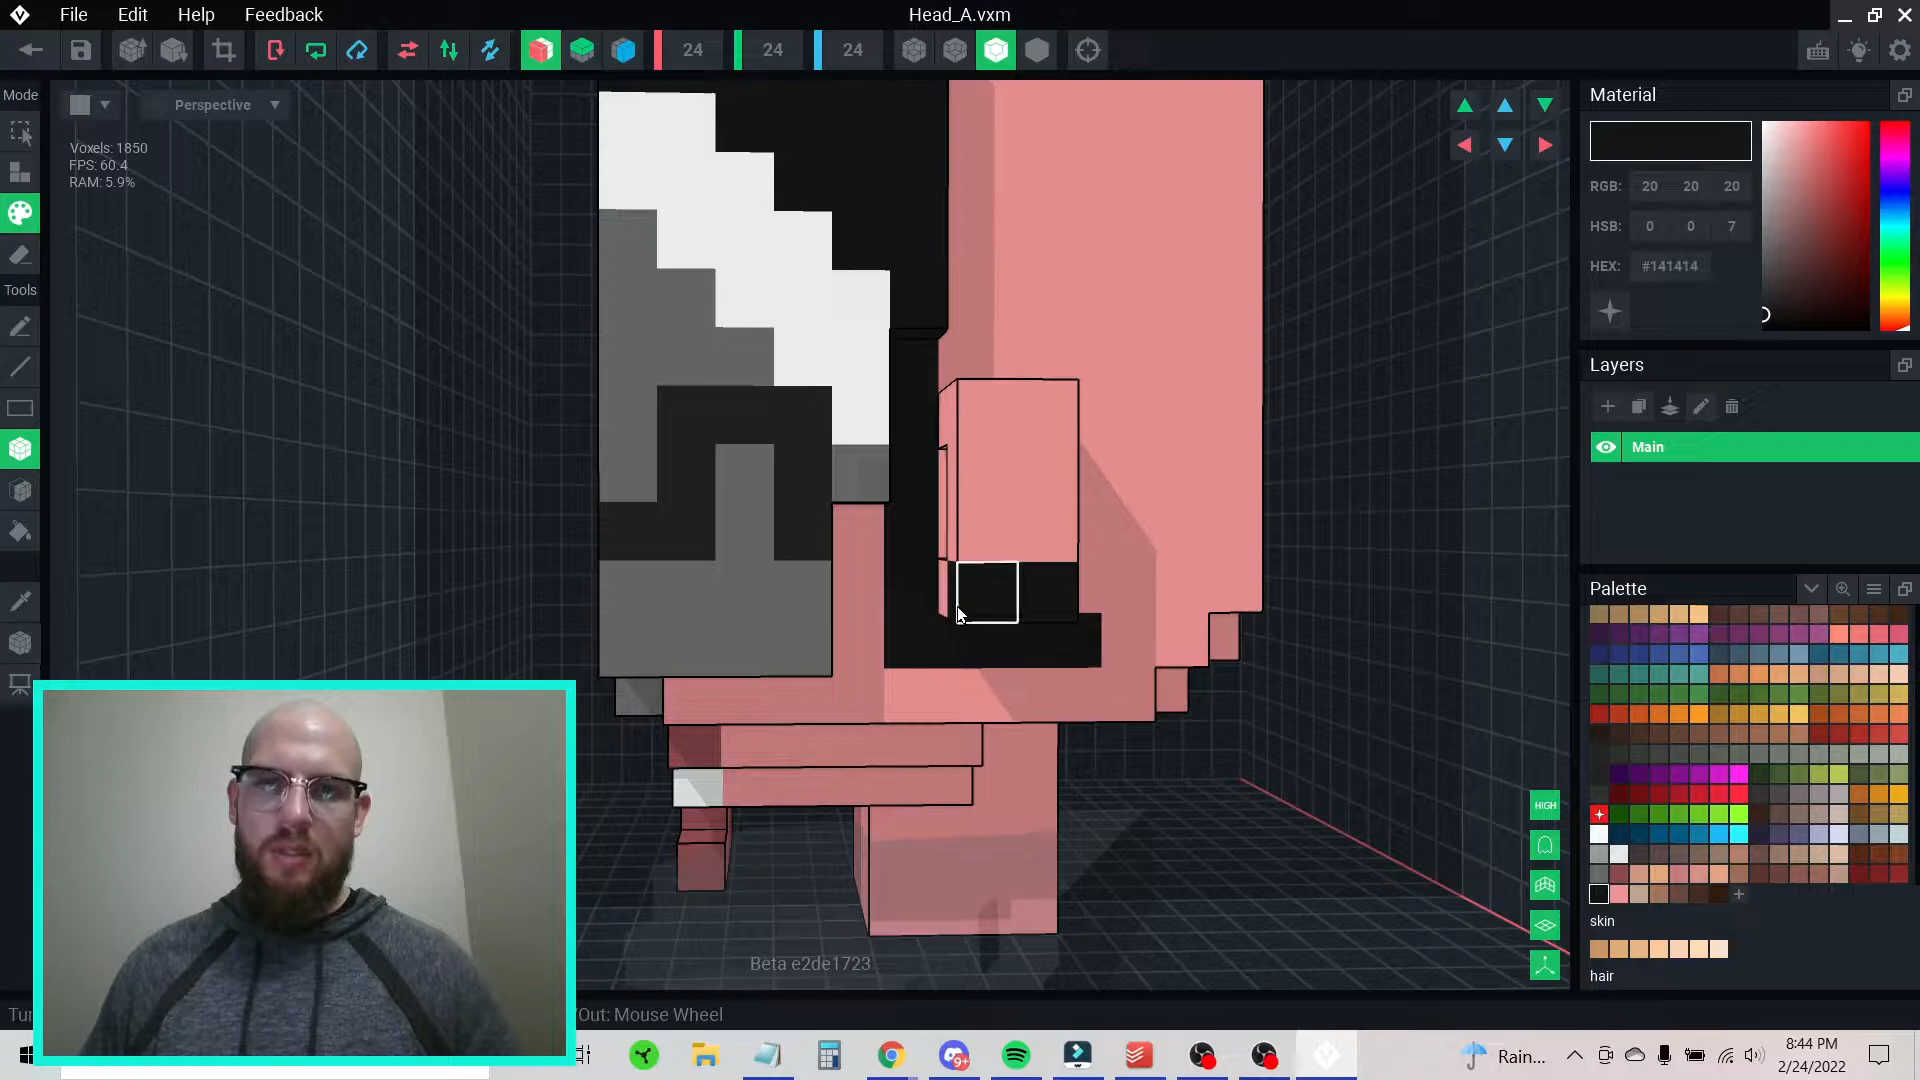 File Edit Help Feedback Head_A.vxm
24 24 24
Mode
Perspective
Voxels: 1850
FPS: 60.4
RAM: 5.9%
Tools
Material
RGB: 20 20 20
HSB: 0 0 7
HEX: #141414
Layers
Main
Palette
HIGH
skin
hair
Beta e2de1723
/Out: Mouse Wheel
9+
Rain...
8:44 PM
2/24/2022